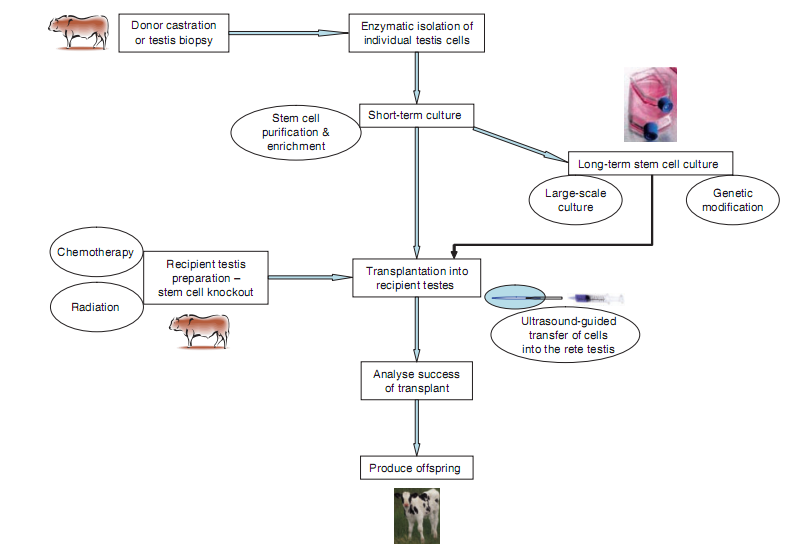 Donor castration
or testis biopsy
Enzymatic isolation of
individual testis cells
Stem cell
purification &
enrichment
Short-term culture
Long-term stem cell culture
Large-scale
culture
Genetic
modification
Chemotherapy
Radiation
Recipient testis
preparation –
stem cell knockout
Transplantation into
recipient testes
Ultrasound-guided
transfer of cells
into the rete testis
Analyse success
of transplant
Produce offspring